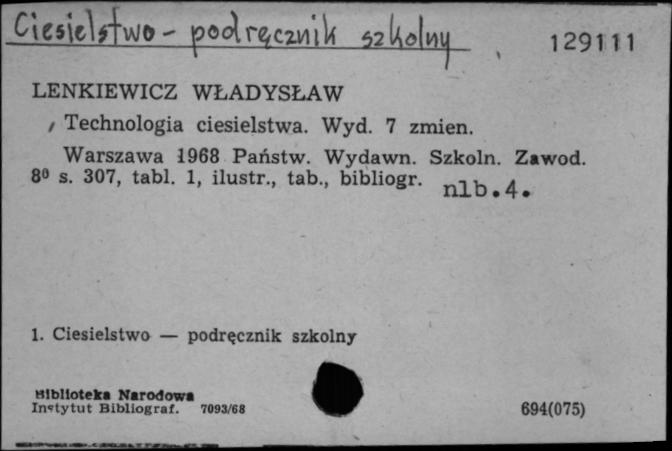 Ciesielstwo - podręcznik szkolny
129111
LENKIEWICZ WŁADYSŁAW
Technologia ciesielstwa. Wyd. 7 zmien.
Warszawa 1968 Państw. Wydawn. Szkoln. Zawod.
8⁰ s. 307, tabl. 1, ilustr., tab., bibliogr. nlb.4.
1. Ciesielstwo — podręcznik szkolny
Biblioteka Narodowa
Instytut Bibliograf. 7093/68
694(075)